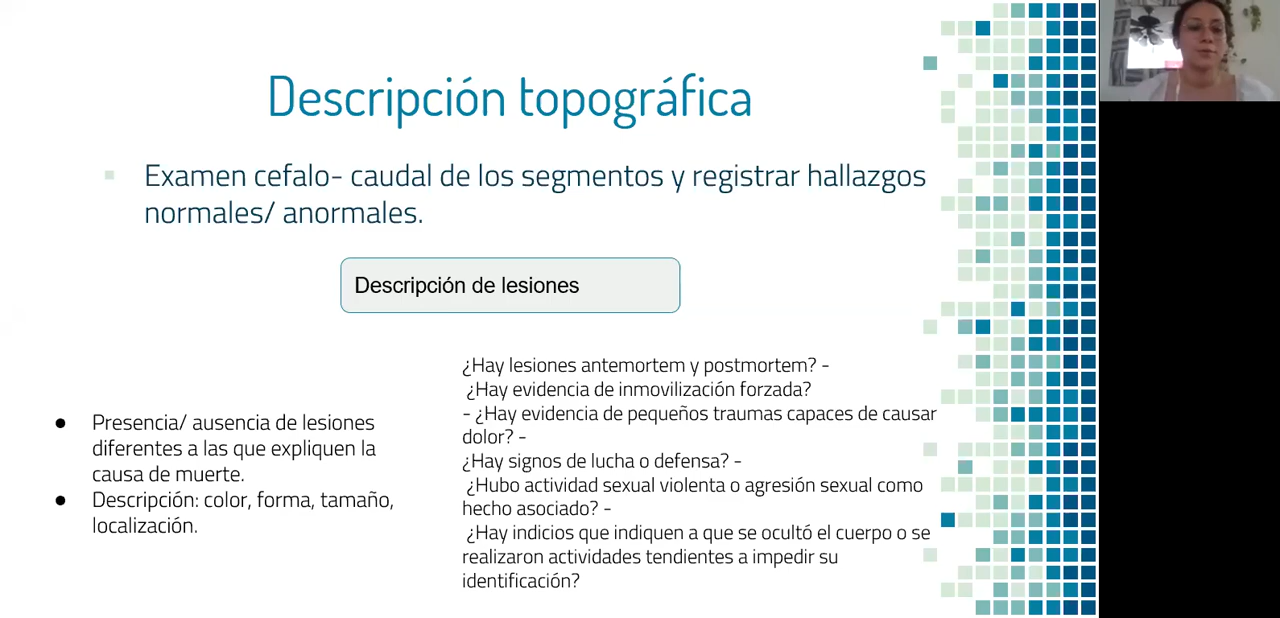 Descripción topográfica
Examen cefalo- caudal de los segmentos y registrar hallazgos
normales/ anormales.
Descripción de lesiones
● Presencia/ ausencia de lesiones
diferentes a las que expliquen la
causa de muerte.
● Descripción: color, forma, tamaño,
localización.
¿Hay lesiones antemortem y postmortem? -
¿Hay evidencia de inmovilización forzada?
- ¿Hay evidencia de pequeños traumas capaces de causar
dolor? -
¿Hay signos de lucha o defensa? -
¿Hubo actividad sexual violenta o agresión sexual como
hecho asociado? -
¿Hay indicios que indiquen a que se ocultó el cuerpo o se
realizaron actividades tendientes a impedir su
identificación?